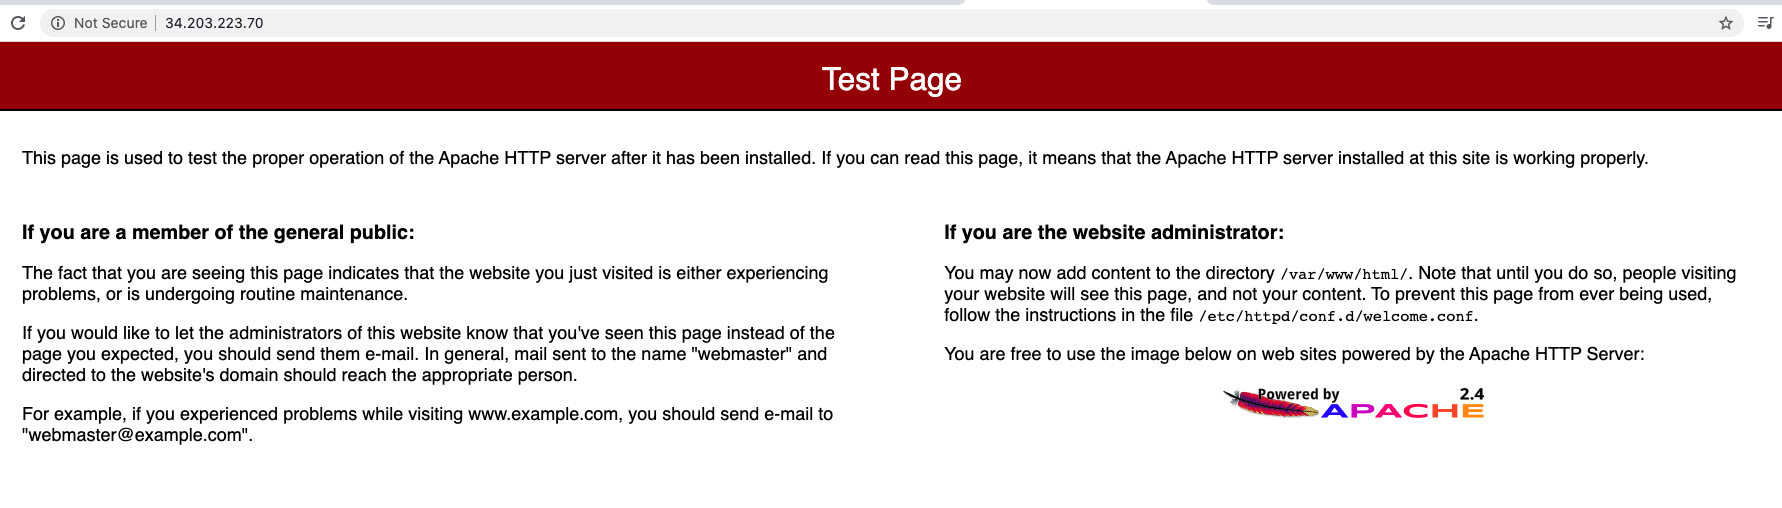 Not Secure | 34.203.223.70
Test Page
This page is used to test the proper operation of the Apache HTTP server after it has been installed. If you can read this page, it means that the Apache HTTP server installed at this site is working properly.
If you are a member of the general public:
The fact that you are seeing this page indicates that the website you just visited is either experiencing
problems, or is undergoing routine maintenance.
If you would like to let the administrators of this website know that you've seen this page instead of the
page you expected, you should send them e-mail. In general, mail sent to the name "webmaster" and
directed to the website's domain should reach the appropriate person.
For example, if you experienced problems while visiting www.example.com, you should send e-mail to
"webmaster@example.com".
If you are the website administrator:
You may now add content to the directory /var/www/html/. Note that until you do so, people visiting
your website will see this page, and not your content. To prevent this page from ever being used,
follow the instructions in the file /etc/httpd/conf.d/welcome.conf.
You are free to use the image below on web sites powered by the Apache HTTP Server:
Powered by 2.4
APACHE